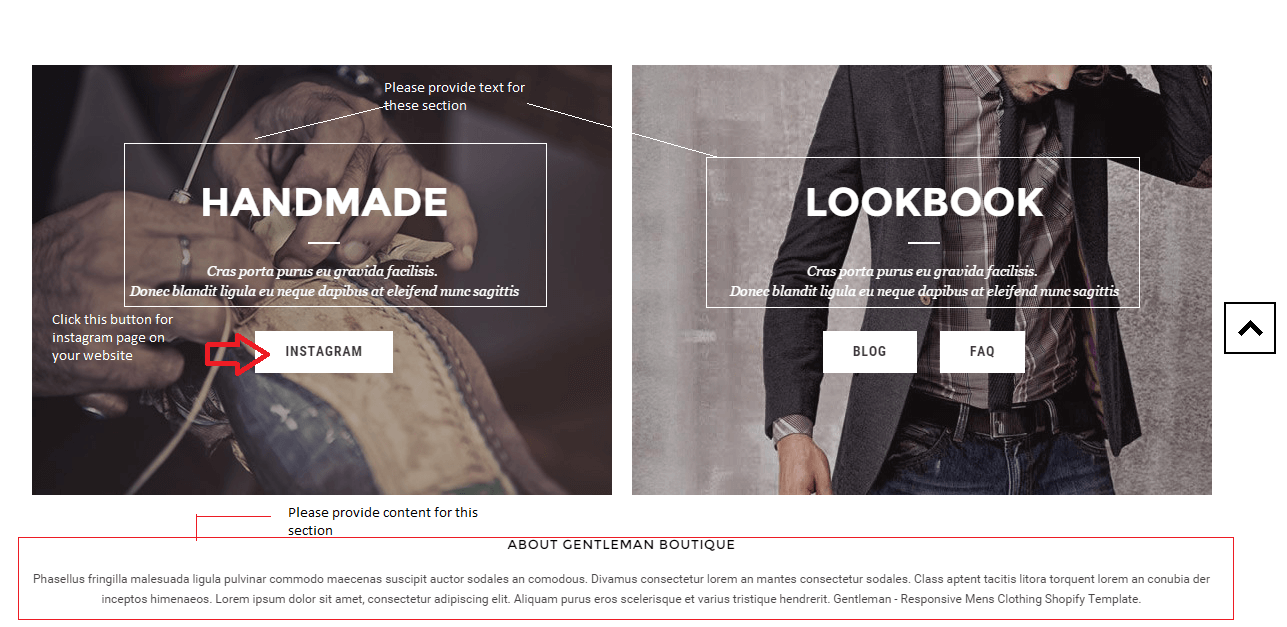 Please provide text for
these section
HANDMADE
Cras porta purus eu gravida facilisis.
Donec blandit ligula eu neque dapibus at eleifend nunc sagittis
Click this button for
instagram page on
your website
INSTAGRAM
LOOKBOOK
Cras porta purus eu gravida facilisis.
Donec blandit ligula eu neque dapibus at eleifend nunc sagittis
BLOG
FAQ
Please provide content for this
section
ABOUT GENTLEMAN BOUTIQUE
Phasellus fringilla malesuada ligula pulvinar commodo maecenas suscipit auctor sodales an comodous. Divamus consectetur lorem an mantes consectetur sodales. Class aptent tacitis litora torquent lorem an conubia der
inceptos himenaeos. Lorem ipsum dolor sit amet, consectetur adipiscing elit. Aliquam purus eros scelerisque et varius tristique hendrerit. Gentleman - Responsive Mens Clothing Shopify Template.